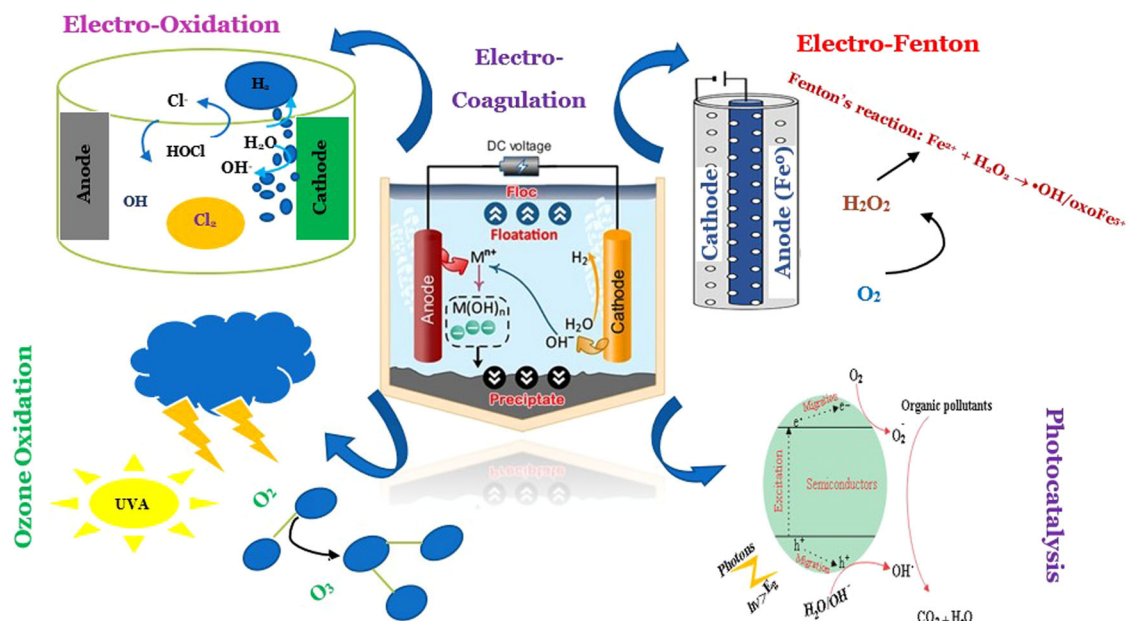 Electro-Oxidation
H₂
Cl⁻
HOCl
H₂O
OH⁻
OH
Cl₂
Anode
Cathode
Electro-
Coagulation
DC voltage
Floc
Floatation
Anode
Mⁿ⁺
M(OH)ₙ
H₂
H₂O
OH⁻
Cathode
Preciptate
Electro-Fenton
Cathode
Anode (Fe⁰)
Fenton's reaction: Fe²⁺ + H₂O₂ → •OH/oxoFe⁵⁺
H₂O₂
O₂
Ozone Oxidation
UVA
O₂
O₃
Photocatalysis
O₂
Migration
e⁻
e−
O₂⁻
Organic pollutants
Excitation
Semiconductors
h⁺
Migration
h⁺
Photons
hv>Eg
H₂O/OH⁻
OH·
CO₂+H₂O